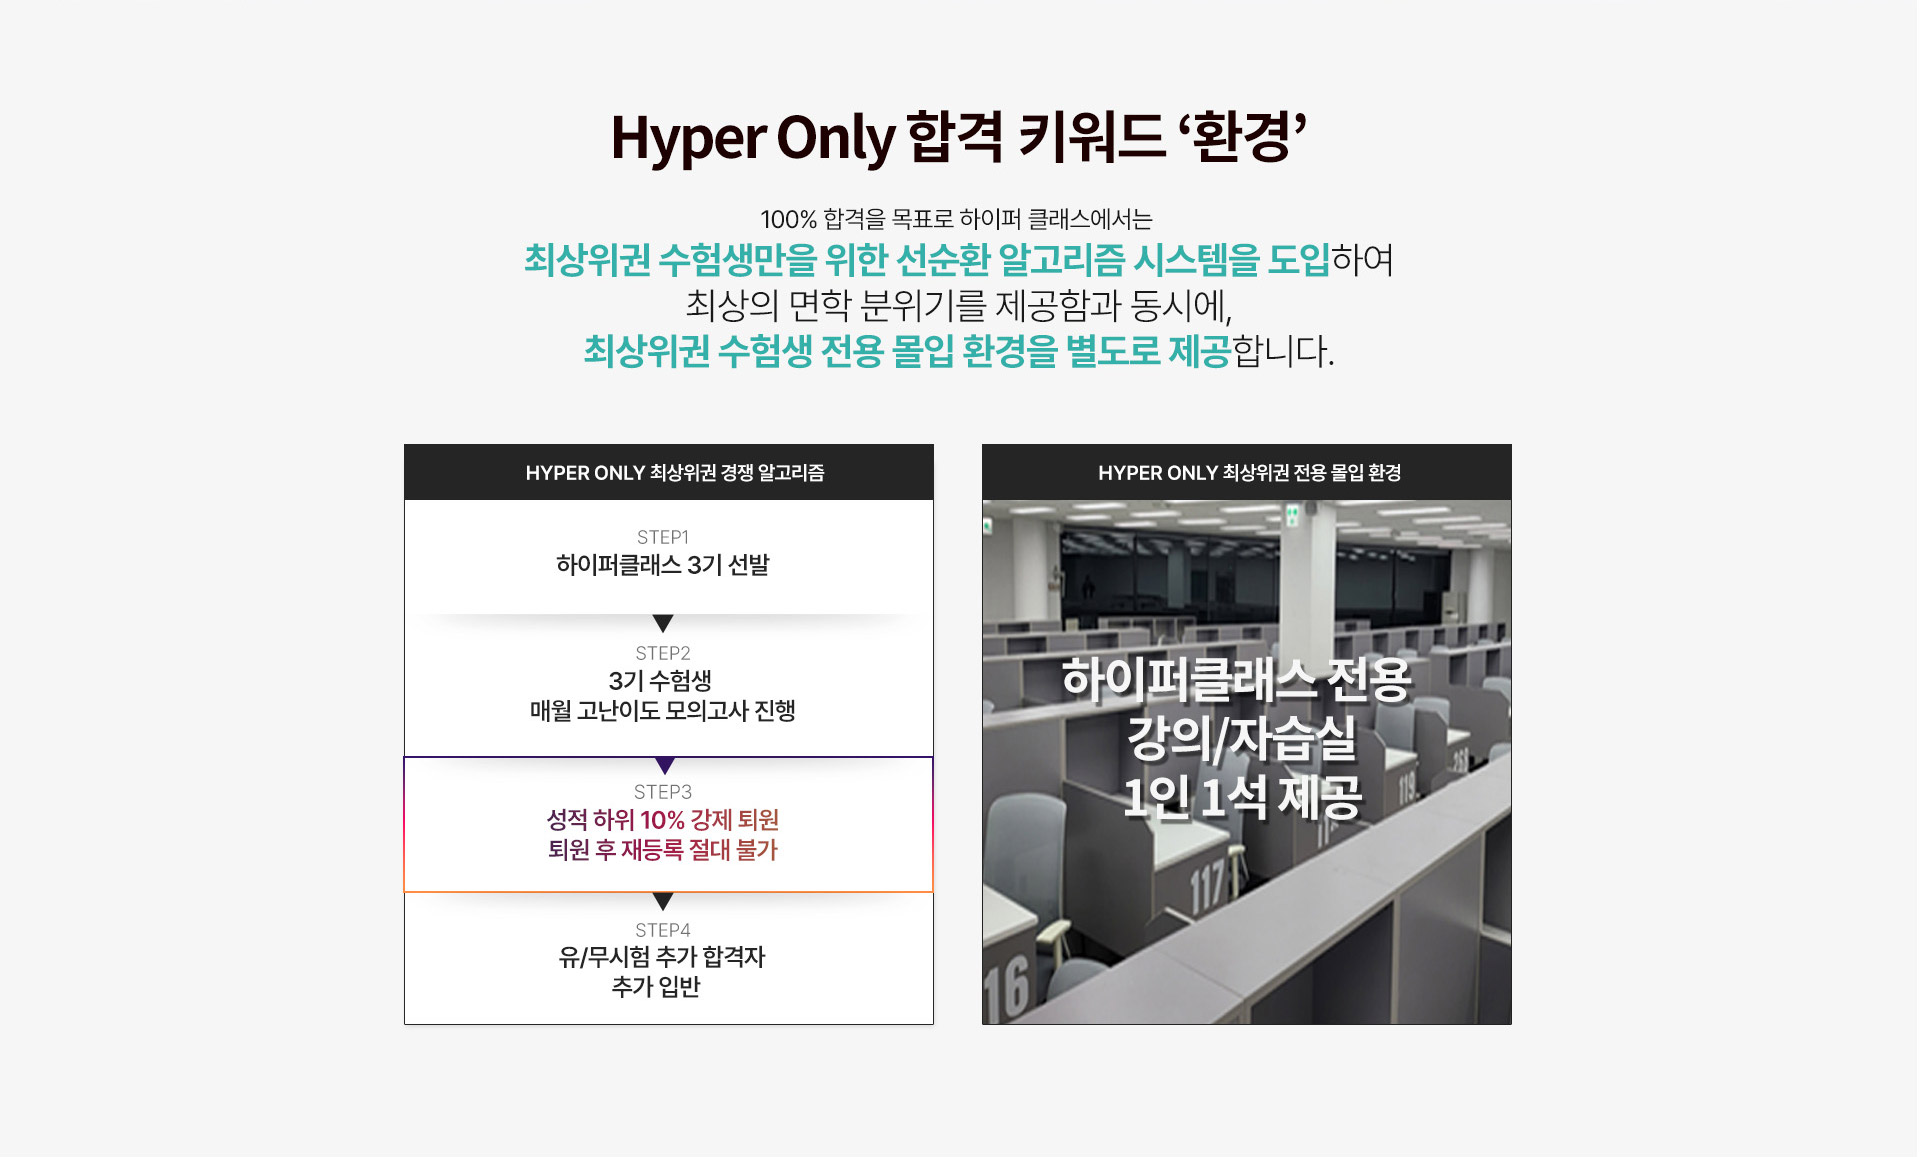 Hyper Only 합격 키워드 ‘환경’
100% 합격을 목표로 하이퍼 클래스에서는
최상위권 수험생만을 위한 선순환 알고리즘 시스템을 도입하여
최상의 면학 분위기를 제공함과 동시에,
최상위권 수험생 전용 몰입 환경을 별도로 제공합니다.
HYPER ONLY 최상위권 경쟁 알고리즘
STEP1
하이퍼클래스 3기 선발
STEP2
3기 수험생
매월 고난이도 모의고사 진행
STEP3
성적 하위 10% 강제 퇴원
퇴원 후 재등록 절대 불가
STEP4
유/무시험 추가 합격자
추가 입반
HYPER ONLY 최상위권 전용 몰입 환경
하이퍼클래스 전용
강의/자습실
1인 1석 제공
119
117
16